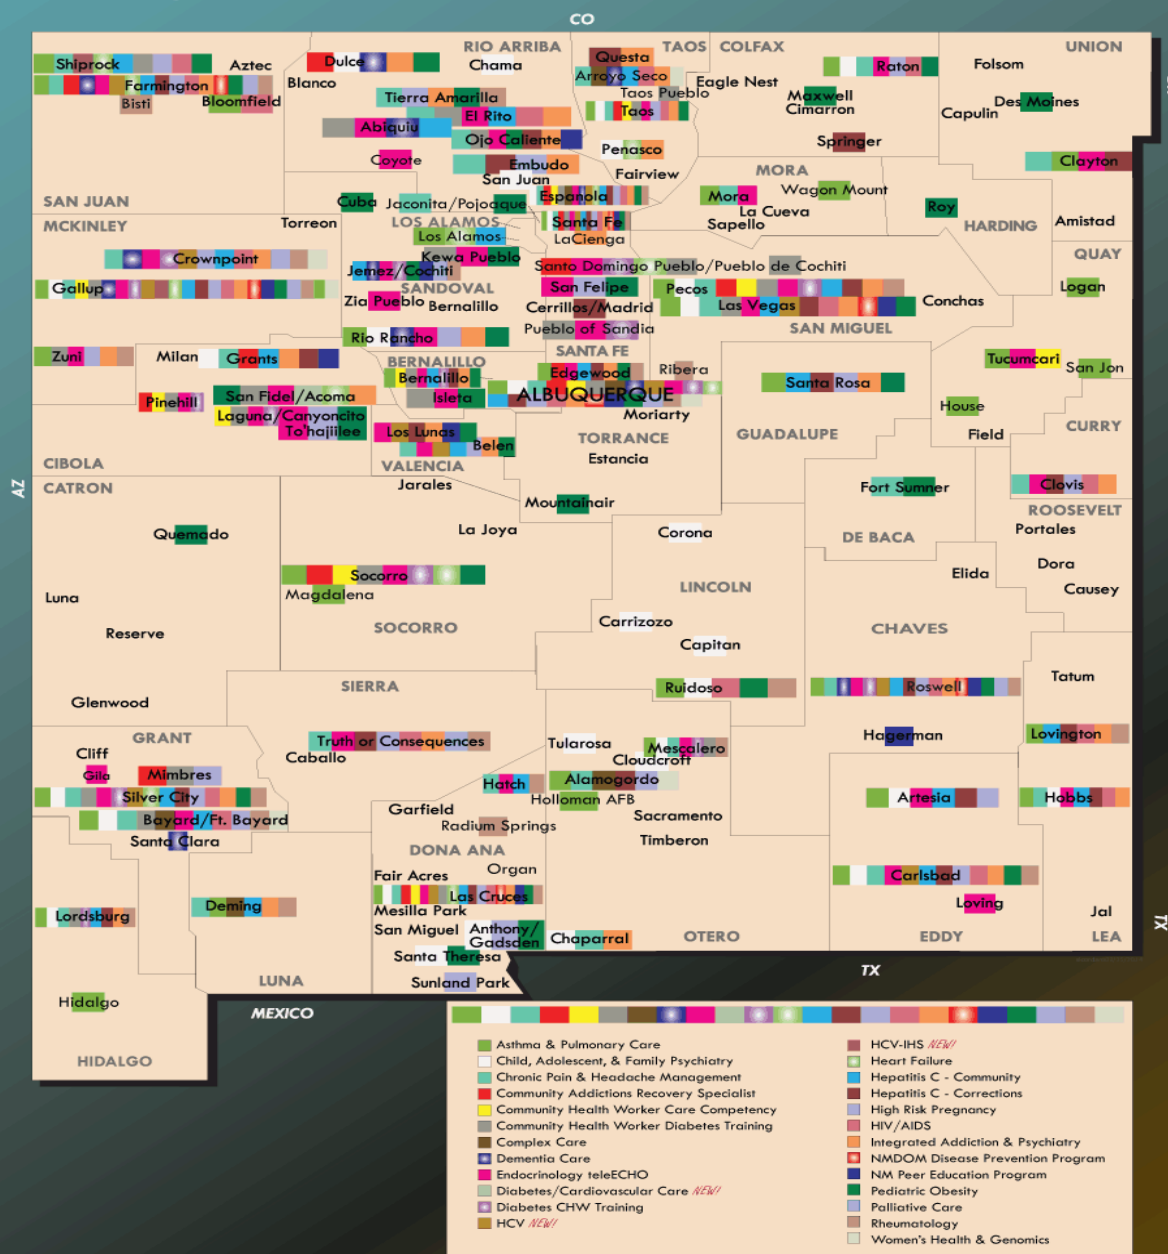 CO
RIO ARRIBA
TAOS
COLFAX
UNION
Shiprock
Aztec
Dulce
Chama
Questa
Raton
Folsom
Farmington
Blanco
Arroyo Seco
Eagle Nest
Bisti
Bloomfield
Tierra Amarilla
Taos Pueblo
Maxwell
Cimarron
Des Moines
Capulin
El Rito
Taos
Abiquiu
Ojo Caliente
Springer
Coyote
Penasco
Clayton
Embudo
San Juan
Fairview
MORA
SAN JUAN
Cuba
Jaconita/Pojoaque
Espanola
Mora
Wagon Mount
La Cueva
Roy
HARDING
Amistad
MCKINLEY
Torreon
LOS ALAMOS
Santa Fe
Sapello
Los Alamos
LaCienga
QUAY
Crownpoint
Kewa Pueblo
Jemez/Cochiti
Santo Domingo Pueblo/Pueblo de Cochiti
Gallup
SANDOVAL
San Felipe
Pecos
Logan
Zia Pueblo
Bernalillo
Cerrillos/Madrid
Las Vegas
Conchas
Rio Rancho
Pueblo of Sandia
SAN MIGUEL
Zuni
Milan
Grants
BERNALILLO
SANTA FE
Tucumcari
San Jon
Bernalillo
Edgewood
Ribera
Santa Rosa
Pinehill
San Fidel/Acoma
Isleta
ALBUQUERQUE
House
Laguna/Canyoncito
To'hajiilee
Moriarty
Los Lunas
Belen
TORRANCE
GUADALUPE
Field
CURRY
CIBOLA
VALENCIA
Estancia
AZ
CATRON
Jarales
Fort Sumner
Clovis
Mountainair
ROOSEVELT
Quemado
La Joya
Corona
DE BACA
Portales
Socorro
Magdalena
LINCOLN
Elida
Dora
Causey
Luna
Reserve
SOCORRO
Carrizozo
Capitan
CHAVES
SIERRA
Ruidoso
Roswell
Tatum
Glenwood
GRANT
Truth or Consequences
Caballo
Tularosa
Mescalero
Cloudcroft
Hagerman
Lovington
Cliff
Gila
Mimbres
Hatch
Alamogordo
Silver City
Garfield
Holloman AFB
Artesia
Hobbs
Bayard/Ft. Bayard
Radium Springs
Sacramento
Santa Clara
DONA ANA
Timberon
Fair Acres
Organ
Carlsbad
Las Cruces
Deming
Mesilla Park
Loving
Lordsburg
San Miguel
Anthony/
Gadsden
Chaparral
OTERO
EDDY
Jal
LEA
TX
Santa Theresa
TX
LUNA
Sunland Park
Hidalgo
MEXICO
HIDALGO
Asthma & Pulmonary Care
Child, Adolescent, & Family Psychiatry
Chronic Pain & Headache Management
Community Addictions Recovery Specialist
Community Health Worker Care Competency
Community Health Worker Diabetes Training
Complex Care
Dementia Care
Endocrinology teleECHO
Diabetes/Cardiovascular Care NEW!
Diabetes CHW Training
HCV NEW!
HCV-IHS NEW!
Heart Failure
Hepatitis C - Community
Hepatitis C - Corrections
High Risk Pregnancy
HIV/AIDS
Integrated Addiction & Psychiatry
NMDOM Disease Prevention Program
NM Peer Education Program
Pediatric Obesity
Palliative Care
Rheumatology
Women's Health & Genomics